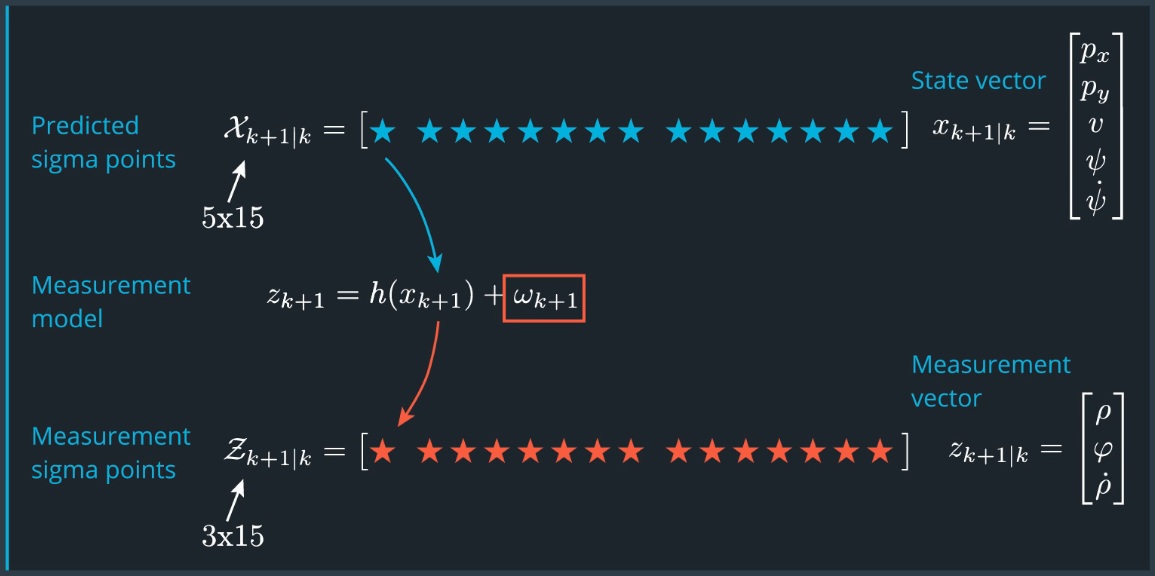 State vector
Predicted
sigma points
𝒳ₖ₊₁|ₖ = [★ ★★★★★★★ ★★★★★★★]
xₖ₊₁|ₖ = [pₓ p_y v ψ ψ̇]
5x15
Measurement
model
zₖ₊₁ = h(xₖ₊₁) + ωₖ₊₁
Measurement
vector
Measurement
sigma points
𝒵ₖ₊₁|ₖ = [★ ★★★★★★★ ★★★★★★★]
zₖ₊₁|ₖ = [ρ φ ρ̇]
3x15